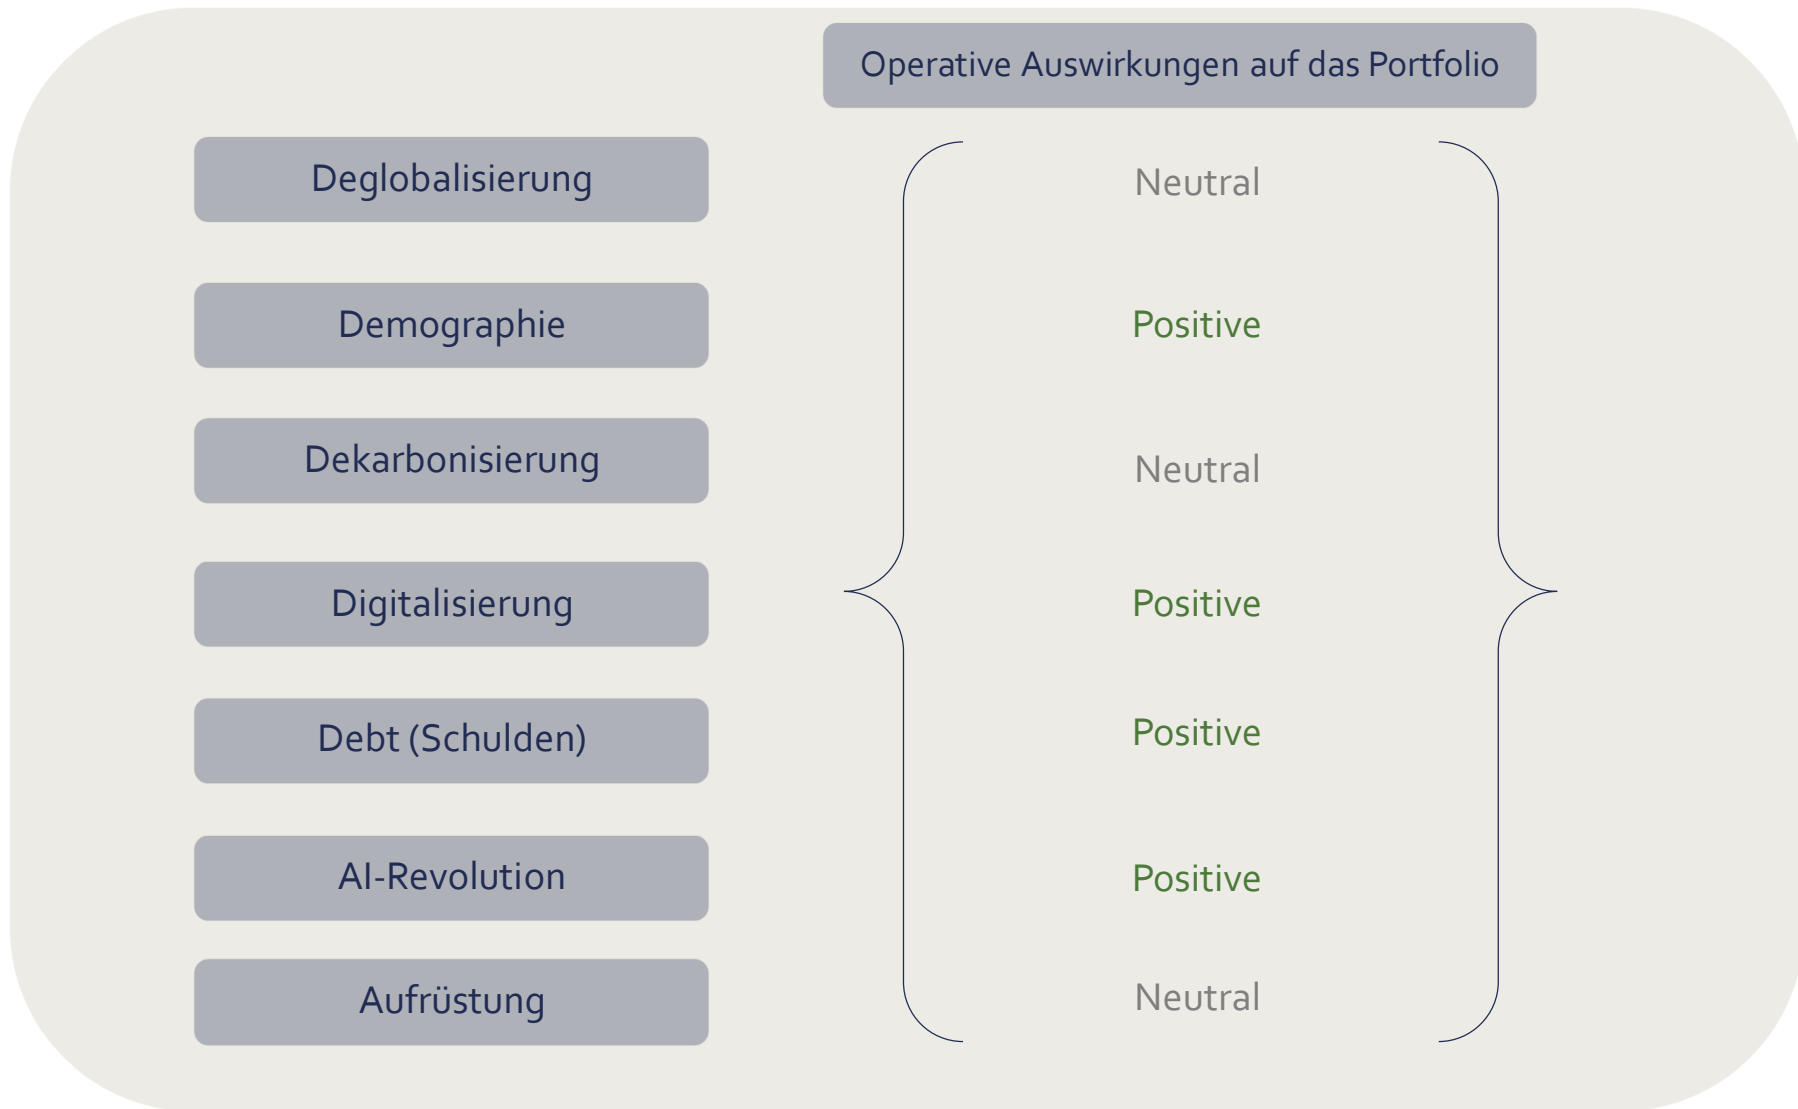 Operative Auswirkungen auf das Portfolio
Deglobalisierung
Neutral
Demographie
Positive
Dekarbonisierung
Neutral
Digitalisierung
Positive
Debt (Schulden)
Positive
AI-Revolution
Positive
Aufrüstung
Neutral